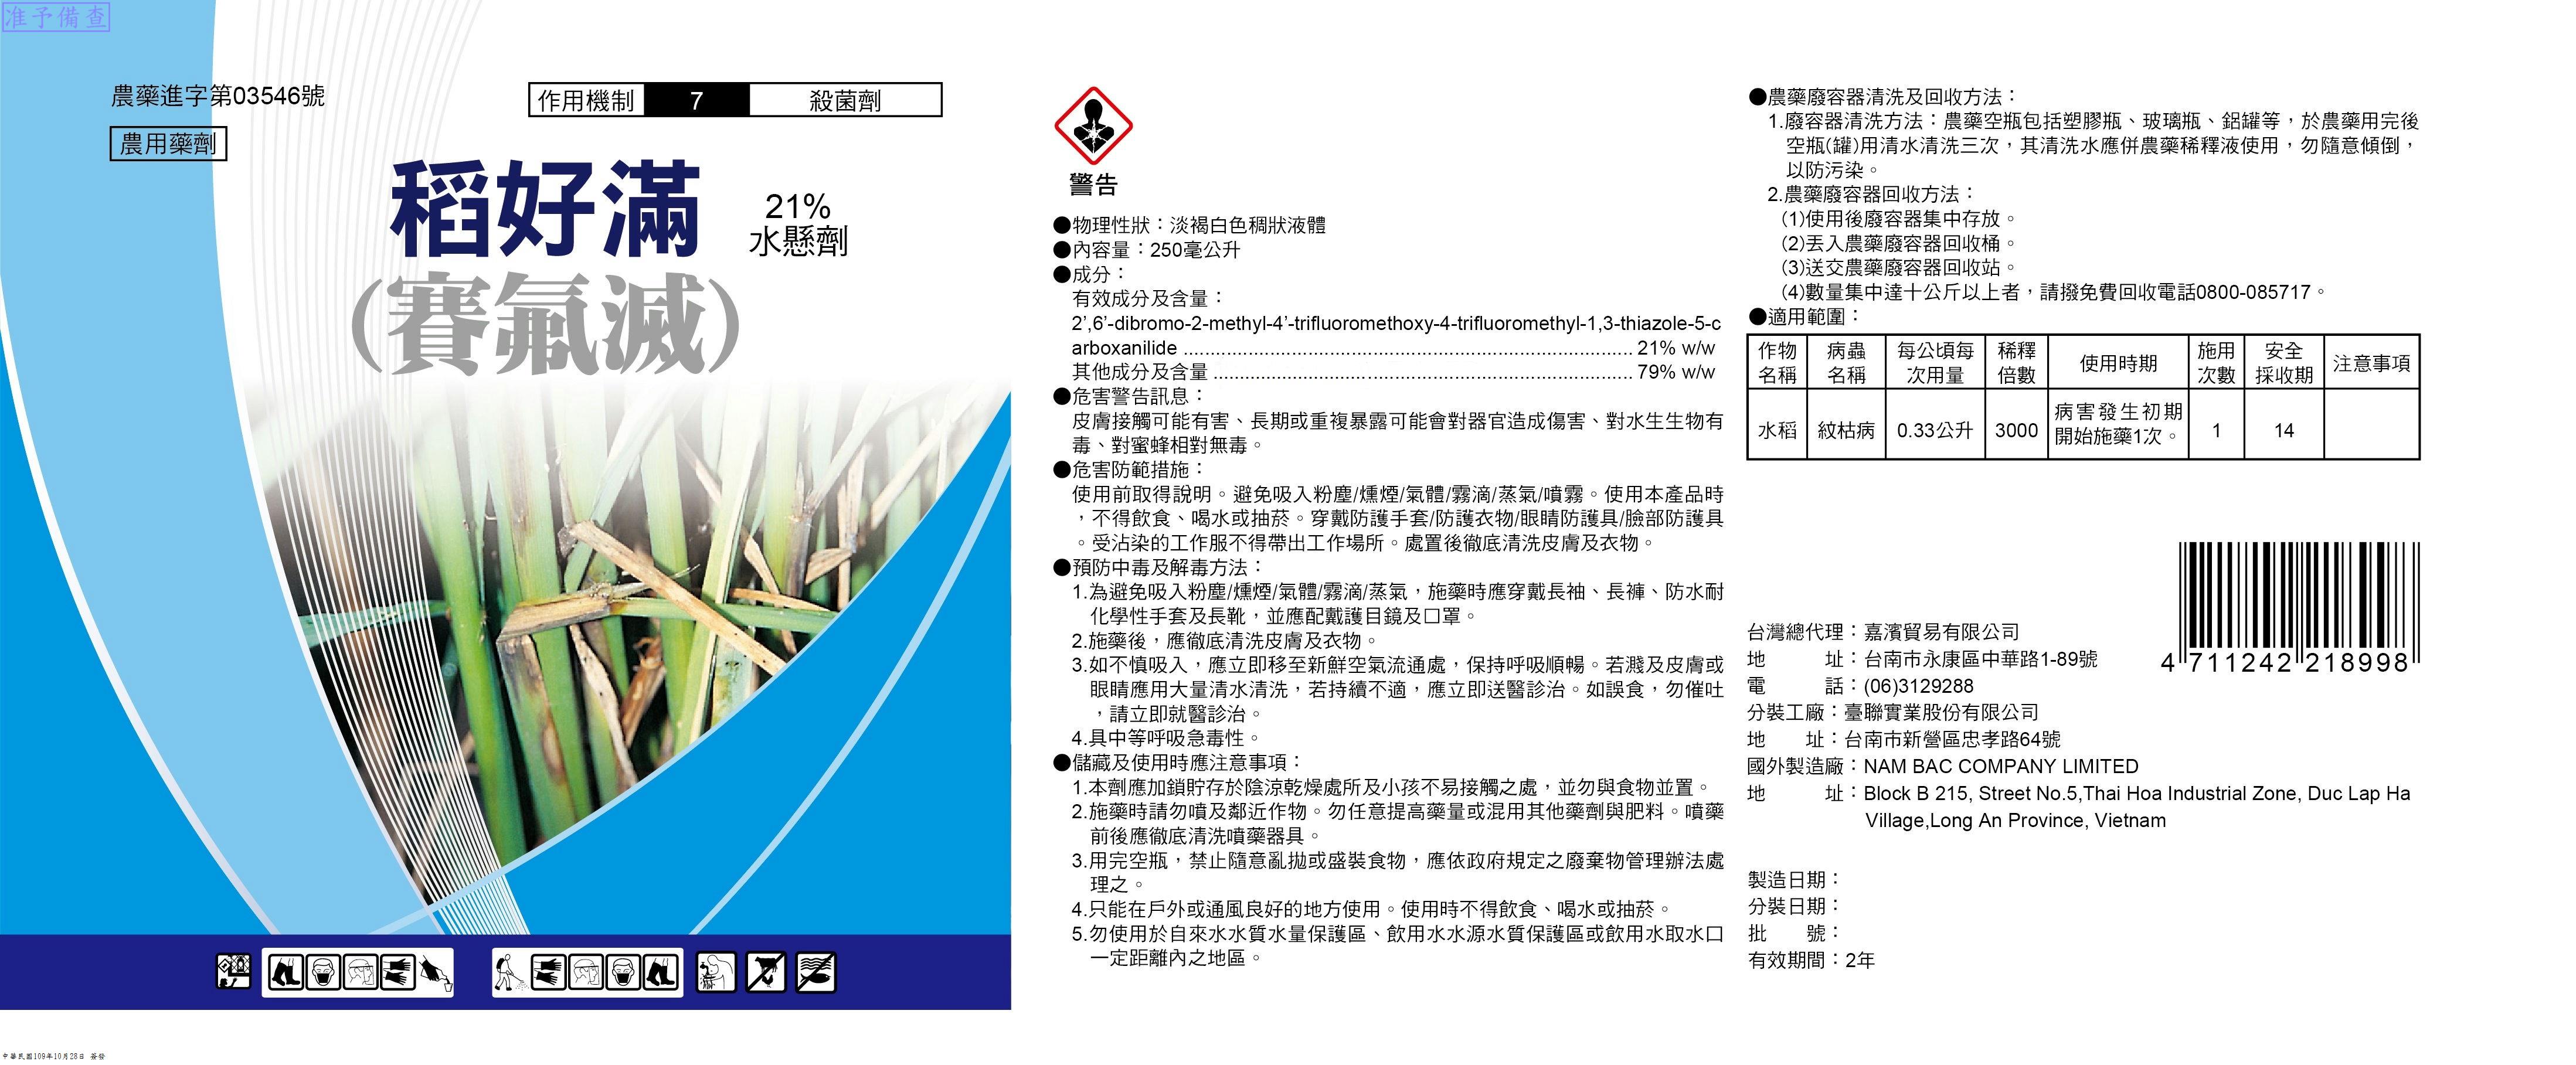 准予備查
農藥進字第03546號
農用藥劑
作用機制 7 殺菌劑
稻好滿
21%
水懸劑
(賽氟滅)
警告
●物理性狀：淡褐白色稠狀液體
●內容量：250毫公升
●成分：
有效成分及含量：
2’,6’-dibromo-2-methyl-4’-trifluoromethoxy-4-trifluoromethyl-1,3-thiazole-5-c
arboxanilide ................................................................................... 21% w/w
其他成分及含量 .............................................................................. 79% w/w
●危害警告訊息：
皮膚接觸可能有害、長期或重複暴露可能會對器官造成傷害、對水生生物有
毒、對蜜蜂相對無毒。
●危害防範措施：
使用前取得說明。避免吸入粉塵/燻煙/氣體/霧滴/蒸氣/噴霧。使用本產品時
，不得飲食、喝水或抽菸。穿戴防護手套/防護衣物/眼睛防護具/臉部防護具
。受沾染的工作服不得帶出工作場所。處置後徹底清洗皮膚及衣物。
●預防中毒及解毒方法：
1.為避免吸入粉塵/燻煙/氣體/霧滴/蒸氣，施藥時應穿戴長袖、長褲、防水耐
化學性手套及長靴，並應配戴護目鏡及口罩。
2.施藥後，應徹底清洗皮膚及衣物。
3.如不慎吸入，應立即移至新鮮空氣流通處，保持呼吸順暢。若濺及皮膚或
眼睛應用大量清水清洗，若持續不適，應立即送醫診治。如誤食，勿催吐
，請立即就醫診治。
4.具中等呼吸急毒性。
●儲藏及使用時應注意事項：
1.本劑應加鎖貯存於陰涼乾燥處所及小孩不易接觸之處，並勿與食物並置。
2.施藥時請勿噴及鄰近作物。勿任意提高藥量或混用其他藥劑與肥料。噴藥
前後應徹底清洗噴藥器具。
3.用完空瓶，禁止隨意亂拋或盛裝食物，應依政府規定之廢棄物管理辦法處
理之。
4.只能在戶外或通風良好的地方使用。使用時不得飲食、喝水或抽菸。
5.勿使用於自來水水質水量保護區、飲用水水源水質保護區或飲用水取水口
一定距離內之地區。
●農藥廢容器清洗及回收方法：
1.廢容器清洗方法：農藥空瓶包括塑膠瓶、玻璃瓶、鋁罐等，於農藥用完後
空瓶(罐)用清水清洗三次，其清洗水應併農藥稀釋液使用，勿隨意傾倒，
以防污染。
2.農藥廢容器回收方法：
(1)使用後廢容器集中存放。
(2)丟入農藥廢容器回收桶。
(3)送交農藥廢容器回收站。
(4)數量集中達十公斤以上者，請撥免費回收電話0800-085717。
●適用範圍：
作物名稱 病蟲名稱 每公頃每次用量 稀釋倍數 使用時期 施用次數 安全採收期 注意事項
水稻 紋枯病 0.33公升 3000 病害發生初期開始施藥1次。 1 14
4 711242 218998
台灣總代理：嘉濱貿易有限公司
地　　　址：台南市永康區中華路1-89號
電　　　話：(06)3129288
分裝工廠：臺聯實業股份有限公司
地　　址：台南市新營區忠孝路64號
國外製造廠：NAM BAC COMPANY LIMITED
地　　　址：Block B 215, Street No.5,Thai Hoa Industrial Zone, Duc Lap Ha
Village,Long An Province, Vietnam
製造日期：
分裝日期：
批　　號：
有效期間：2年
中華民國109年10月28日 簽發